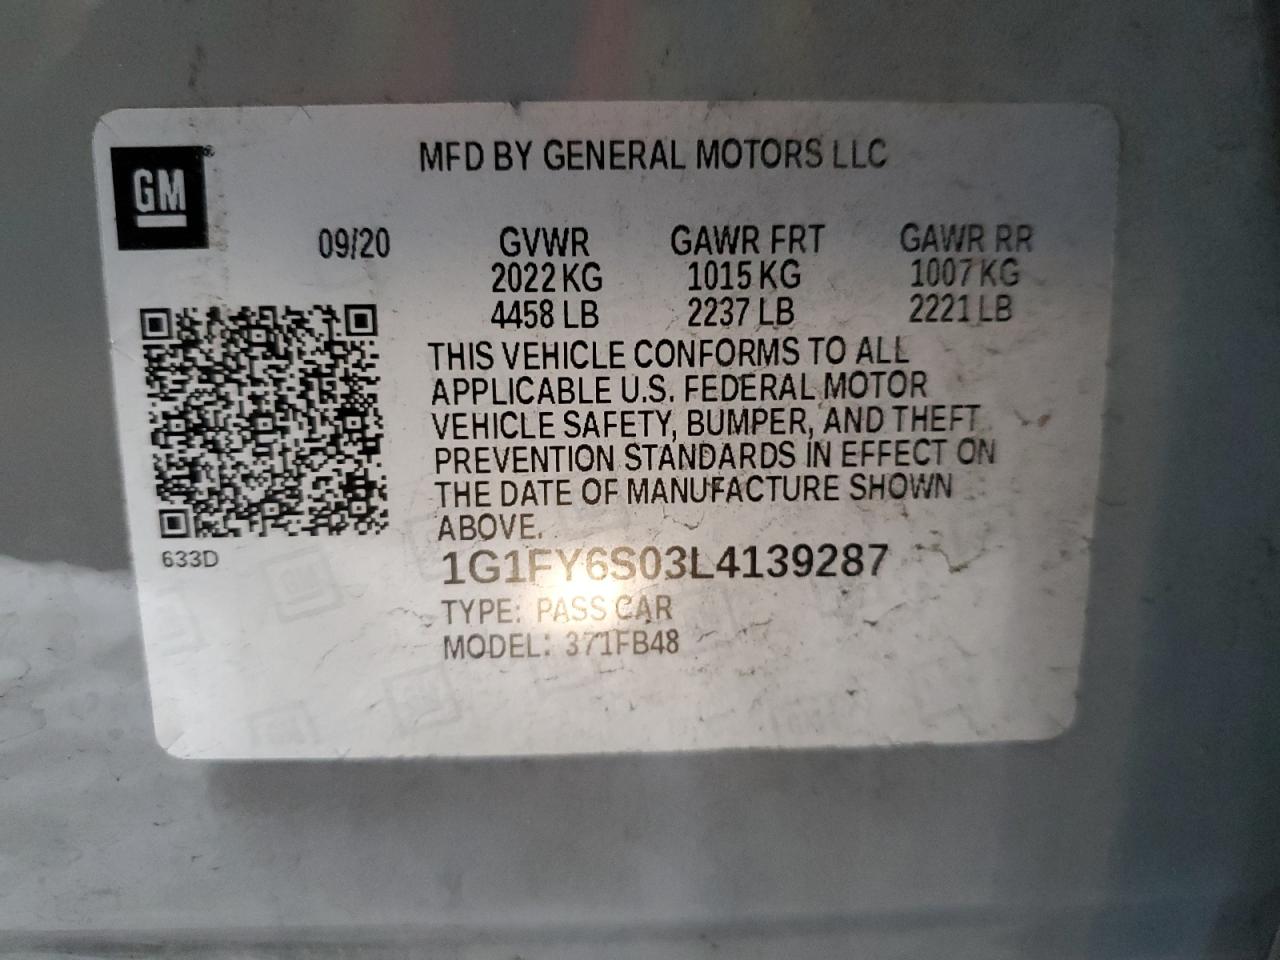 GM
MFD BY GENERAL MOTORS LLC
09/20
GVWR GAWR FRT GAWR RR
2022 KG 1015 KG 1007 KG
4458 LB 2237 LB 2221 LB
THIS VEHICLE CONFORMS TO ALL
APPLICABLE U.S. FEDERAL MOTOR
VEHICLE SAFETY, BUMPER, AND THEFT
PREVENTION STANDARDS IN EFFECT ON
THE DATE OF MANUFACTURE SHOWN
ABOVE.
633D
1G1FY6S03L4139287
TYPE: PASS CAR
MODEL: 371FB48